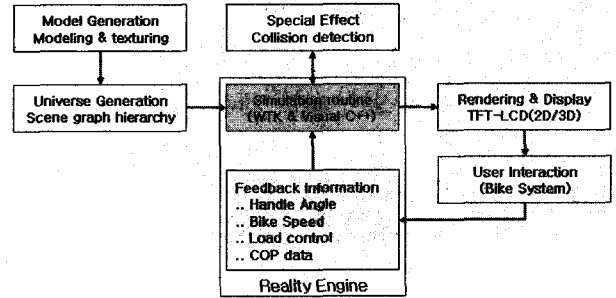 Model Generation
Modeling & texturing
Special Effect
Collision detection
Universe Generation
Scene graph hierarchy
Simulation routine
(WTK & Visual C++)
Rendering & Display
TFT-LCD(2D/3D)
User Interaction
(Bike System)
Feedback Information
.. Handle Angle
.. Bike Speed
.. Load control
.. COP data
Reality Engine